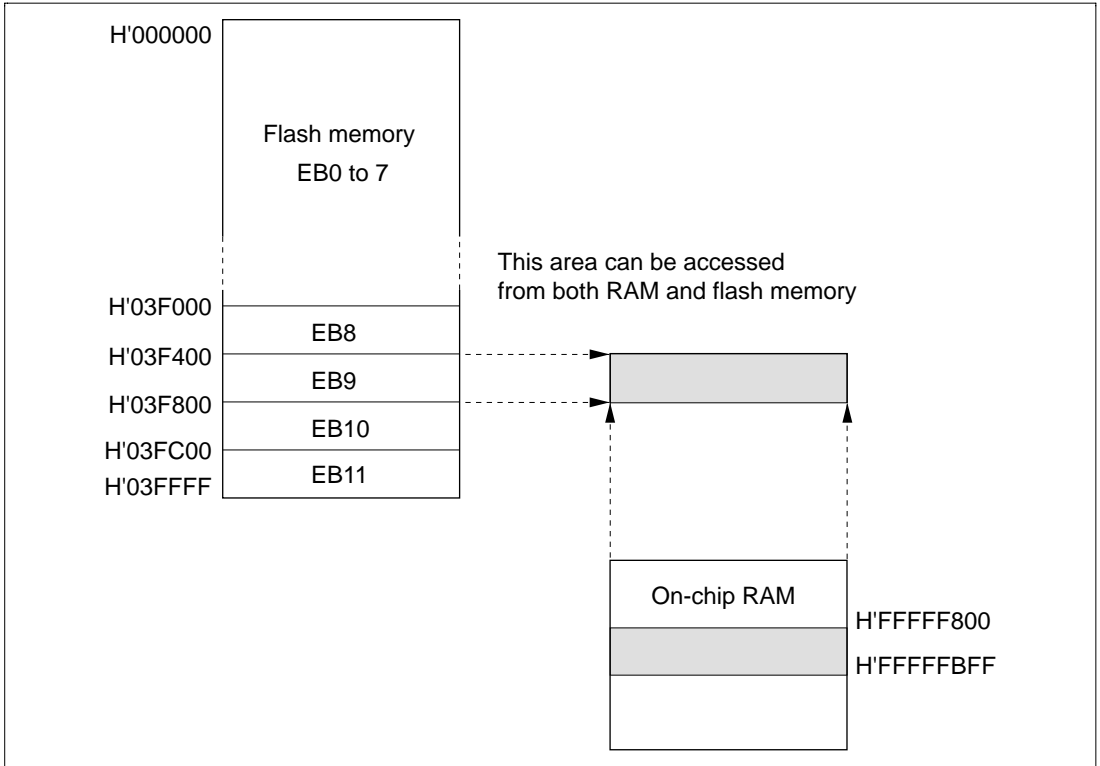 H'000000
Flash memory
EB0 to 7
This area can be accessed
from both RAM and flash memory
H'03F000
EB8
H'03F400
EB9
H'03F800
EB10
H'03FC00
EB11
H'03FFFF
On-chip RAM
H'FFFFF800
H'FFFFFBFF